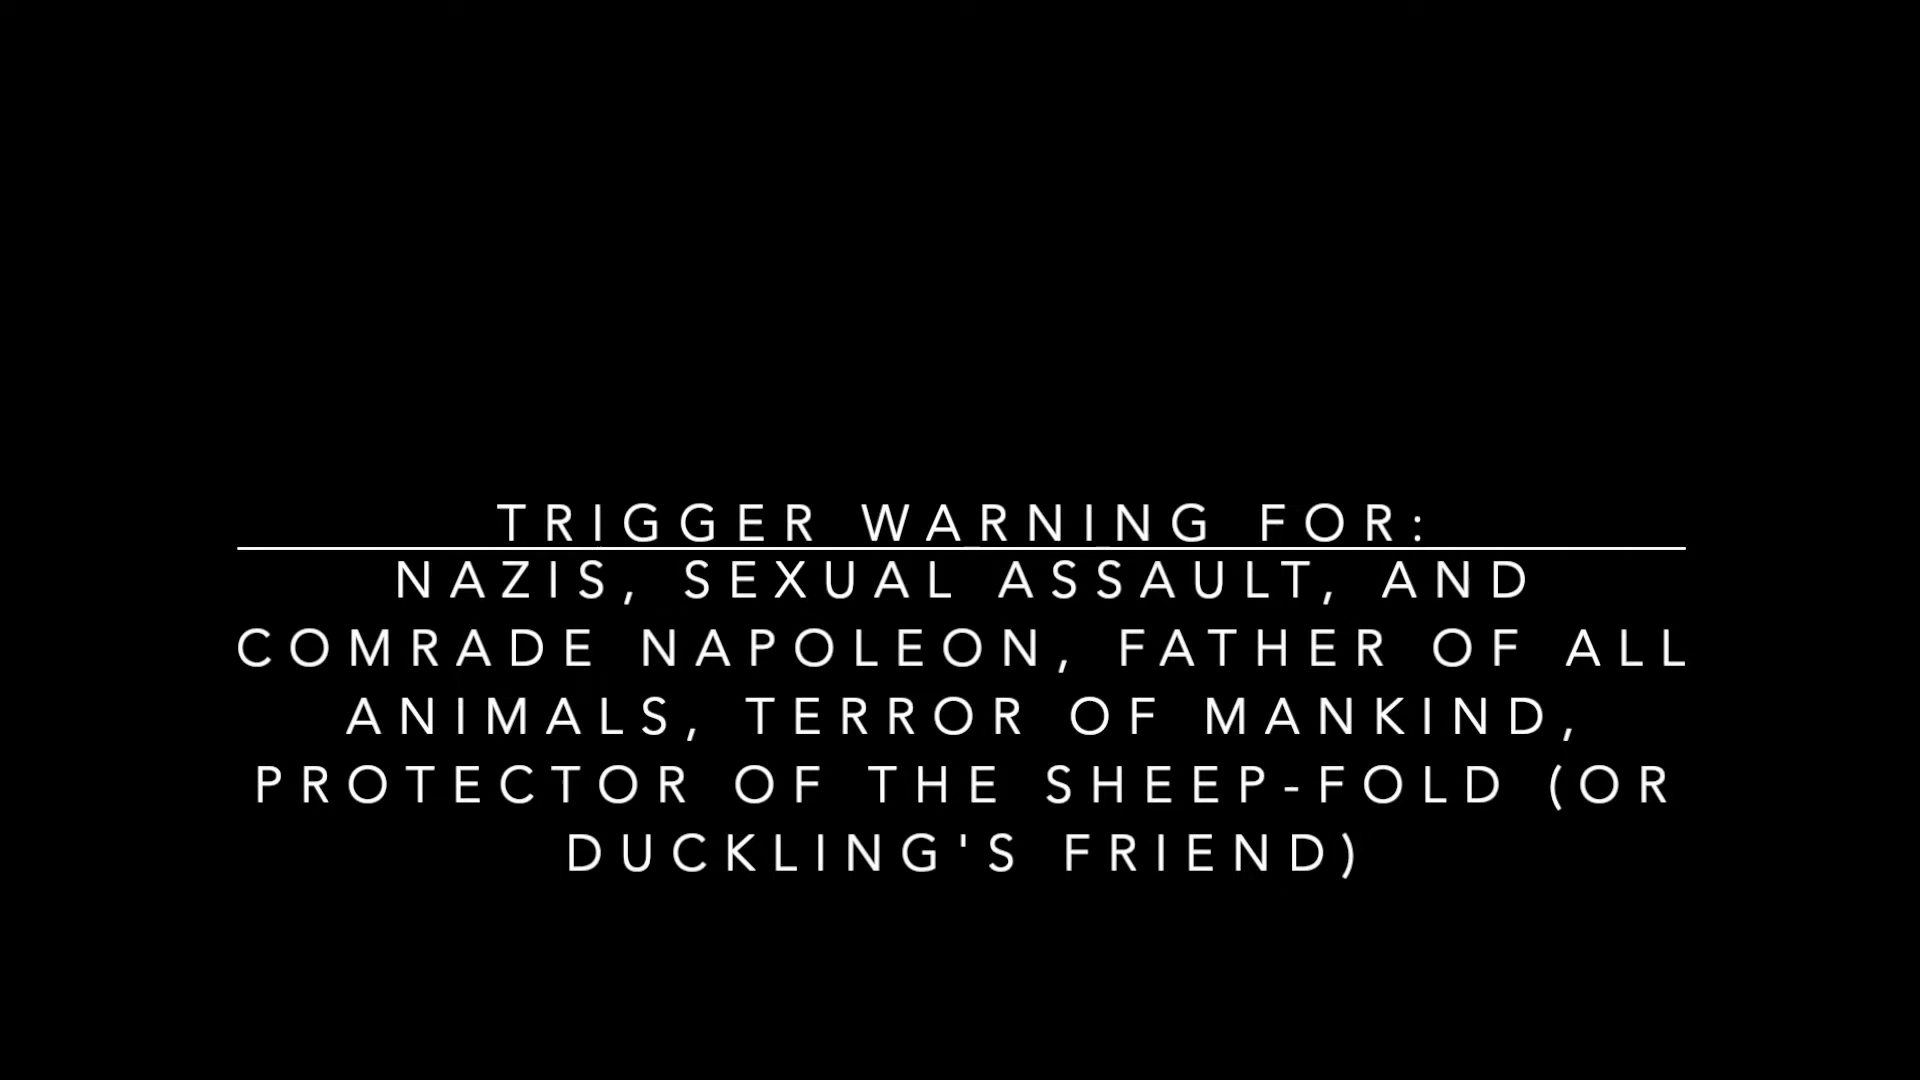 TRIGGER WARNING FOR:
NAZIS, SEXUAL ASSAULT, AND
COMRADE NAPOLEON, FATHER OF ALL
ANIMALS, TERROR OF MANKIND,
PROTECTOR OF THE SHEEP-FOLD (OR
DUCKLING'S FRIEND)